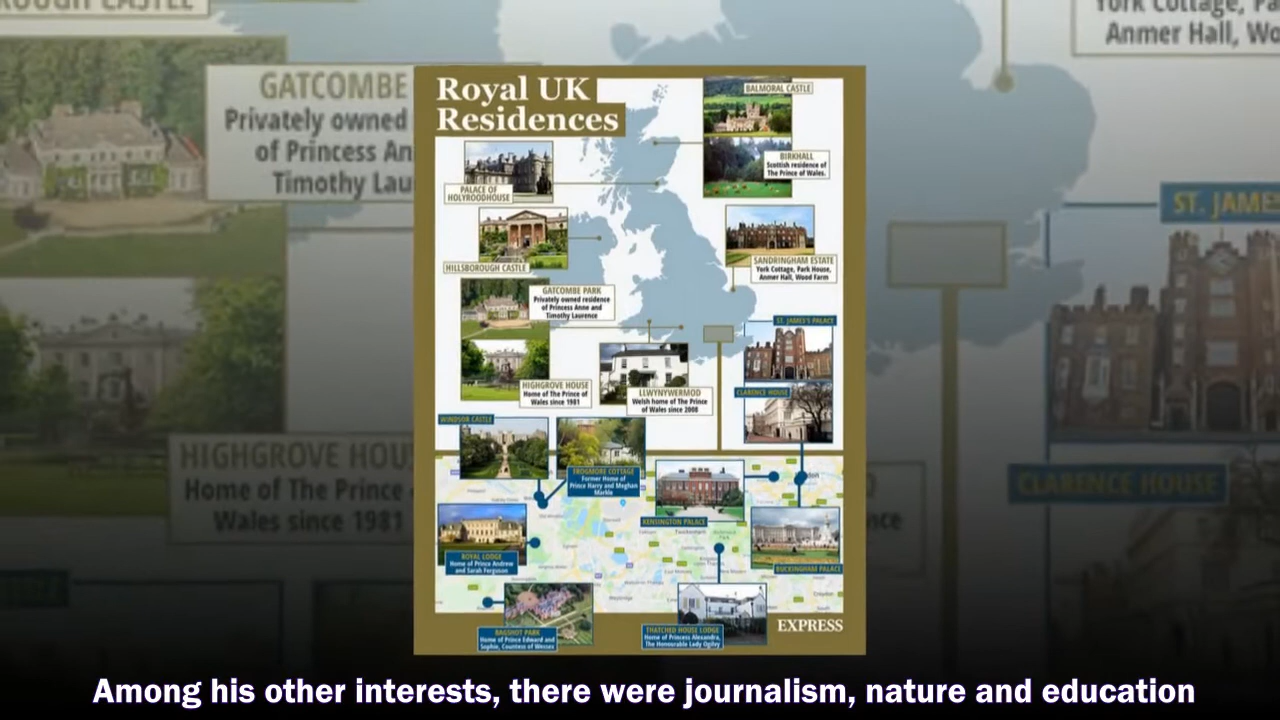 ROUGH CASTLE
York Cottage, Pa
Anmer Hall, Wo
GATCOMBE
Privately owned
of Princess An
Timothy Lau
ST. JAMES
HIGHGROVE HOU
Home of The Prince
Wales since 1981
CLARENCE HOUSE
Royal UK
Residences
BALMORAL CASTLE
BIRKHALL
Scottish residence of
The Prince of Wales.
PALACE OF
HOLYROODHOUSE
HILLSBOROUGH CASTLE
SANDRINGHAM ESTATE
York Cottage, Park House,
Anmer Hall, Wood Farm
GATCOMBE PARK
Privately owned residence
of Princess Anne and
Timothy Laurence
ST. JAMES'S PALACE
HIGHGROVE HOUSE
Home of The Prince of
Wales since 1981
LLWYNYWERMOD
Welsh home of The Prince
of Wales since 2008
CLARENCE HOUSE
WINDSOR CASTLE
FROGMORE COTTAGE
Former Home of
Prince Harry and Meghan
Markle
KENSINGTON PALACE
ROYAL LODGE
Home of Prince Andrew
and Sarah Ferguson
BUCKINGHAM PALACE
BAGSHOT PARK
Home of Prince Edward and
Sophie, Countess of Wessex
THATCHED HOUSE LODGE
Home of Princess Alexandra,
The Honourable Lady Ogilvy
EXPRESS
Among his other interests, there were journalism, nature and education